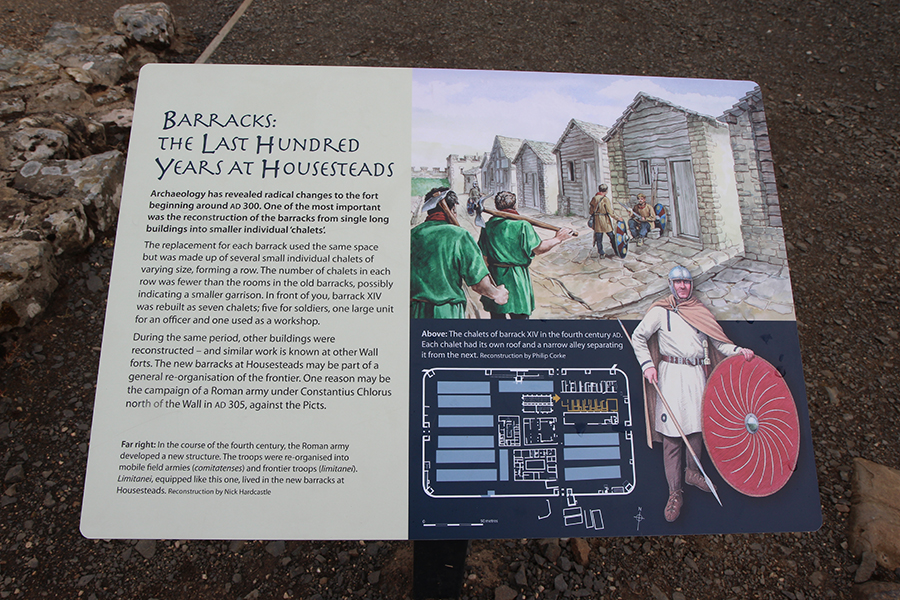 BARRACKS:
THE LAST HUNDRED
YEARS AT HOUSESTEADS
Archaeology has revealed radical changes to the fort
beginning around AD 300. One of the most important
was the reconstruction of the barracks from single long
buildings into smaller individual 'chalets'.
The replacement for each barrack used the same space
but was made up of several small individual chalets of
varying size, forming a row. The number of chalets in each
row was fewer than the rooms in the old barracks, possibly
indicating a smaller garrison. In front of you, barrack XIV
was rebuilt as seven chalets; five for soldiers, one large unit
for an officer and one used as a workshop.
During the same period, other buildings were
reconstructed – and similar work is known at other Wall
forts. The new barracks at Housesteads may be part of a
general re-organisation of the frontier. One reason may be
the campaign of a Roman army under Constantius Chlorus
north of the Wall in AD 305, against the Picts.
Far right: In the course of the fourth century, the Roman army
developed a new structure. The troops were re-organised into
mobile field armies (comitatenses) and frontier troops (limitanei).
Limitanei, equipped like this one, lived in the new barracks at
Housesteads. Reconstruction by Nick Hardcastle
Above: The chalets of barrack XIV in the fourth century AD.
Each chalet had its own roof and a narrow alley separating
it from the next. Reconstruction by Philip Corke
0
metres
N